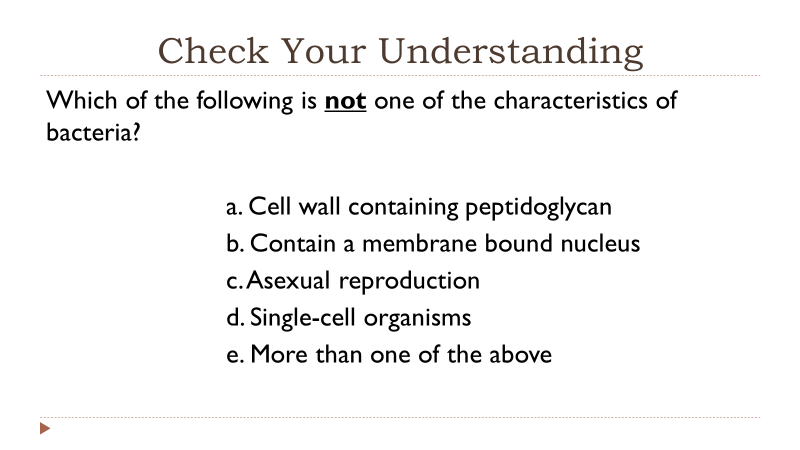 Check Your Understanding
Which of the following is not one of the characteristics of
bacteria?
a. Cell wall containing peptidoglycan
b. Contain a membrane bound nucleus
c. Asexual reproduction
d. Single-cell organisms
e. More than one of the above